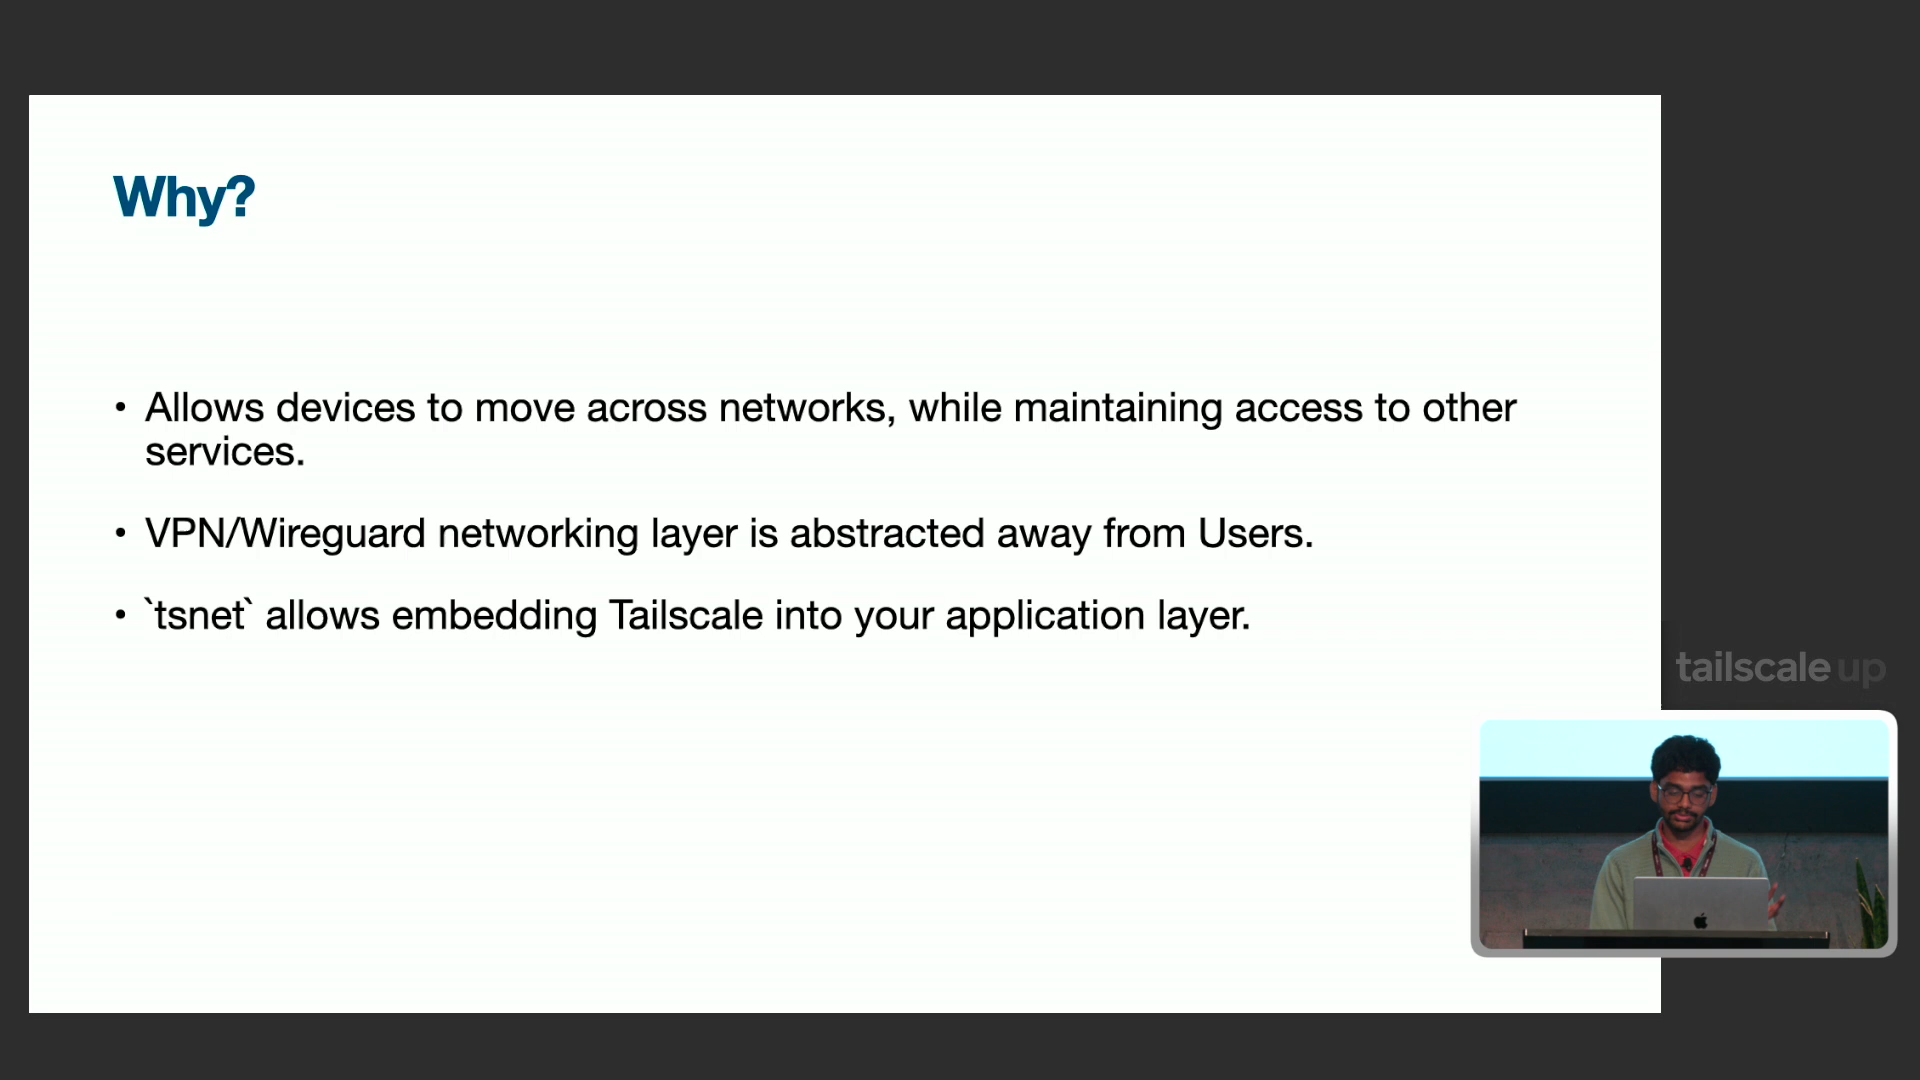 Why?
• Allows devices to move across networks, while maintaining access to other
services.
• VPN/Wireguard networking layer is abstracted away from Users.
• `tsnet` allows embedding Tailscale into your application layer.
tailscale up